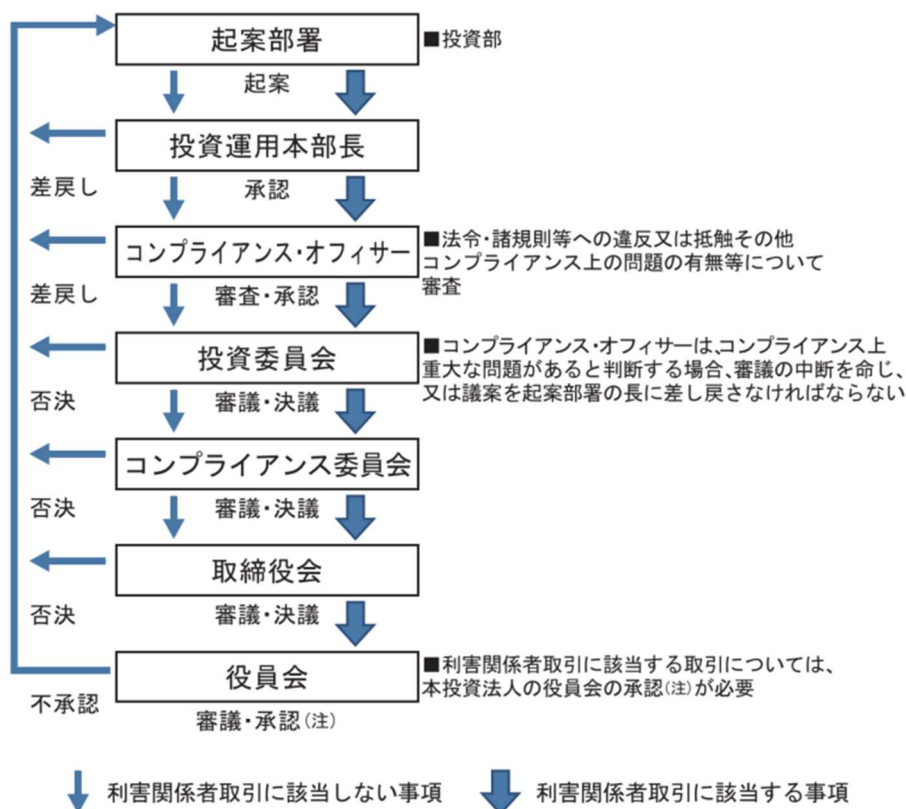 起案部署
■投資部
起案
投資運用本部長
差戻し
承認
コンプライアンス・オフィサー
■法令・諸規則等への違反又は抵触その他
コンプライアンス上の問題の有無等について
審査
差戻し
審査・承認
投資委員会
■コンプライアンス・オフィサーは、コンプライアンス上
重大な問題があると判断する場合、審議の中断を命じ、
又は議案を起案部署の長に差し戻さなければならない
否決
審議・決議
コンプライアンス委員会
否決
審議・決議
取締役会
否決
審議・決議
役員会
■利害関係者取引に該当する取引については、
本投資法人の役員会の承認(注)が必要
不承認
審議・承認(注)
利害関係者取引に該当しない事項
利害関係者取引に該当する事項